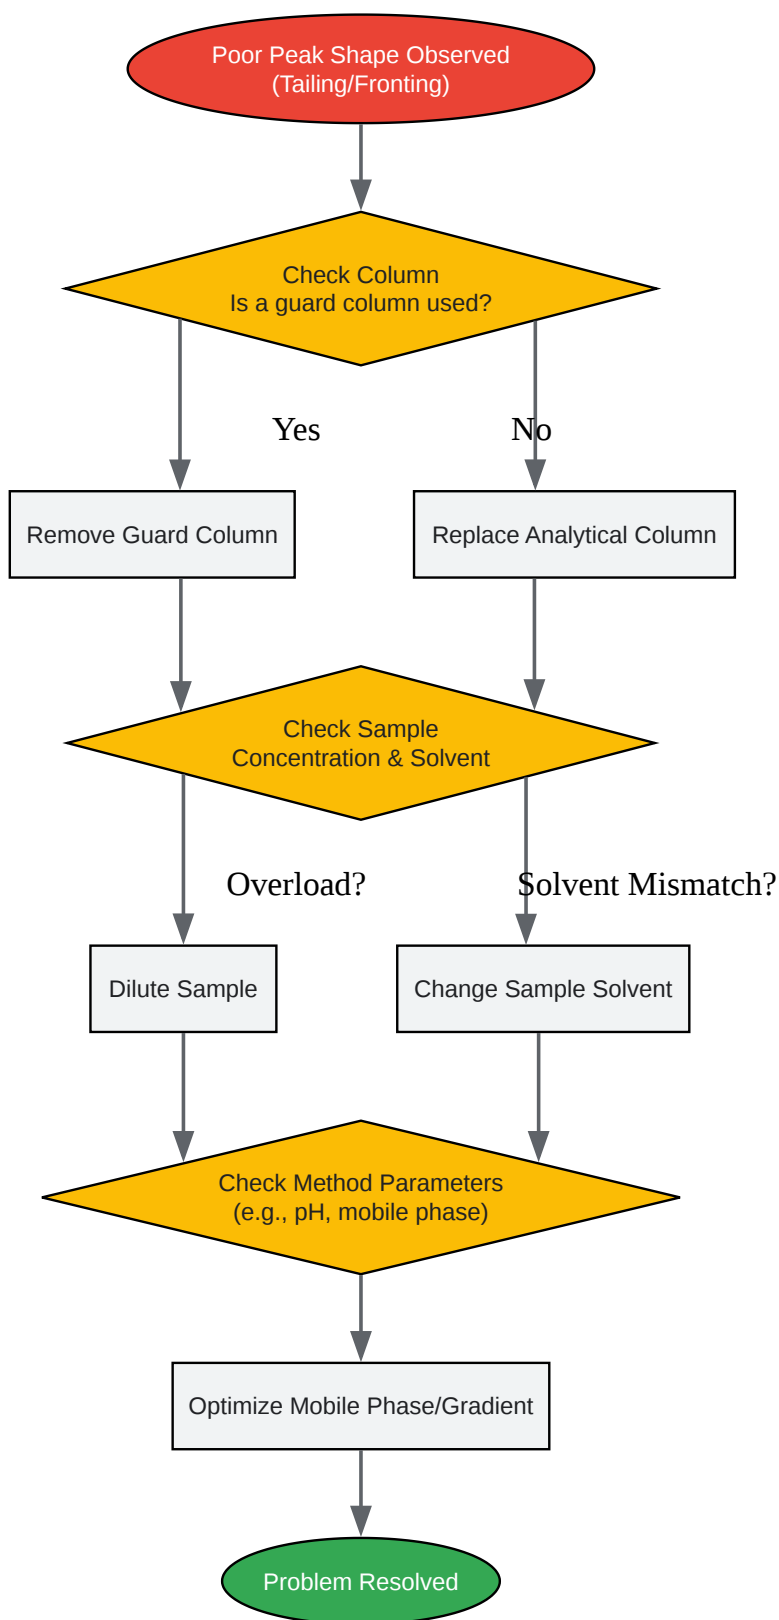 Poor Peak Shape Observed
(Tailing/Fronting)
Check Column
Is a guard column used?
Yes
No
Remove Guard Column
Replace Analytical Column
Check Sample
Concentration & Solvent
Overload?
Solvent Mismatch?
Dilute Sample
Change Sample Solvent
Check Method Parameters
(e.g., pH, mobile phase)
Optimize Mobile Phase/Gradient
Problem Resolved